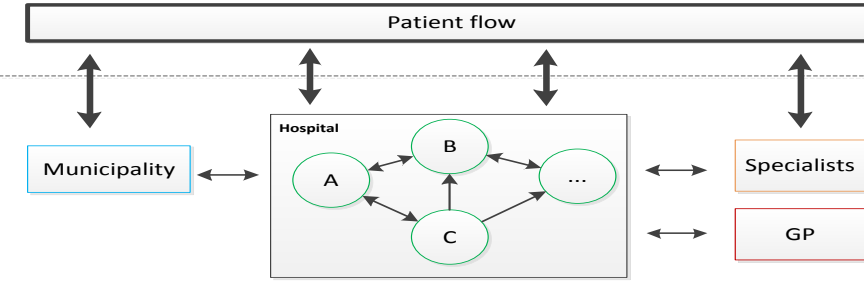 Patient flow
Hospital
B
Municipality
A
...
Specialists
C
GP